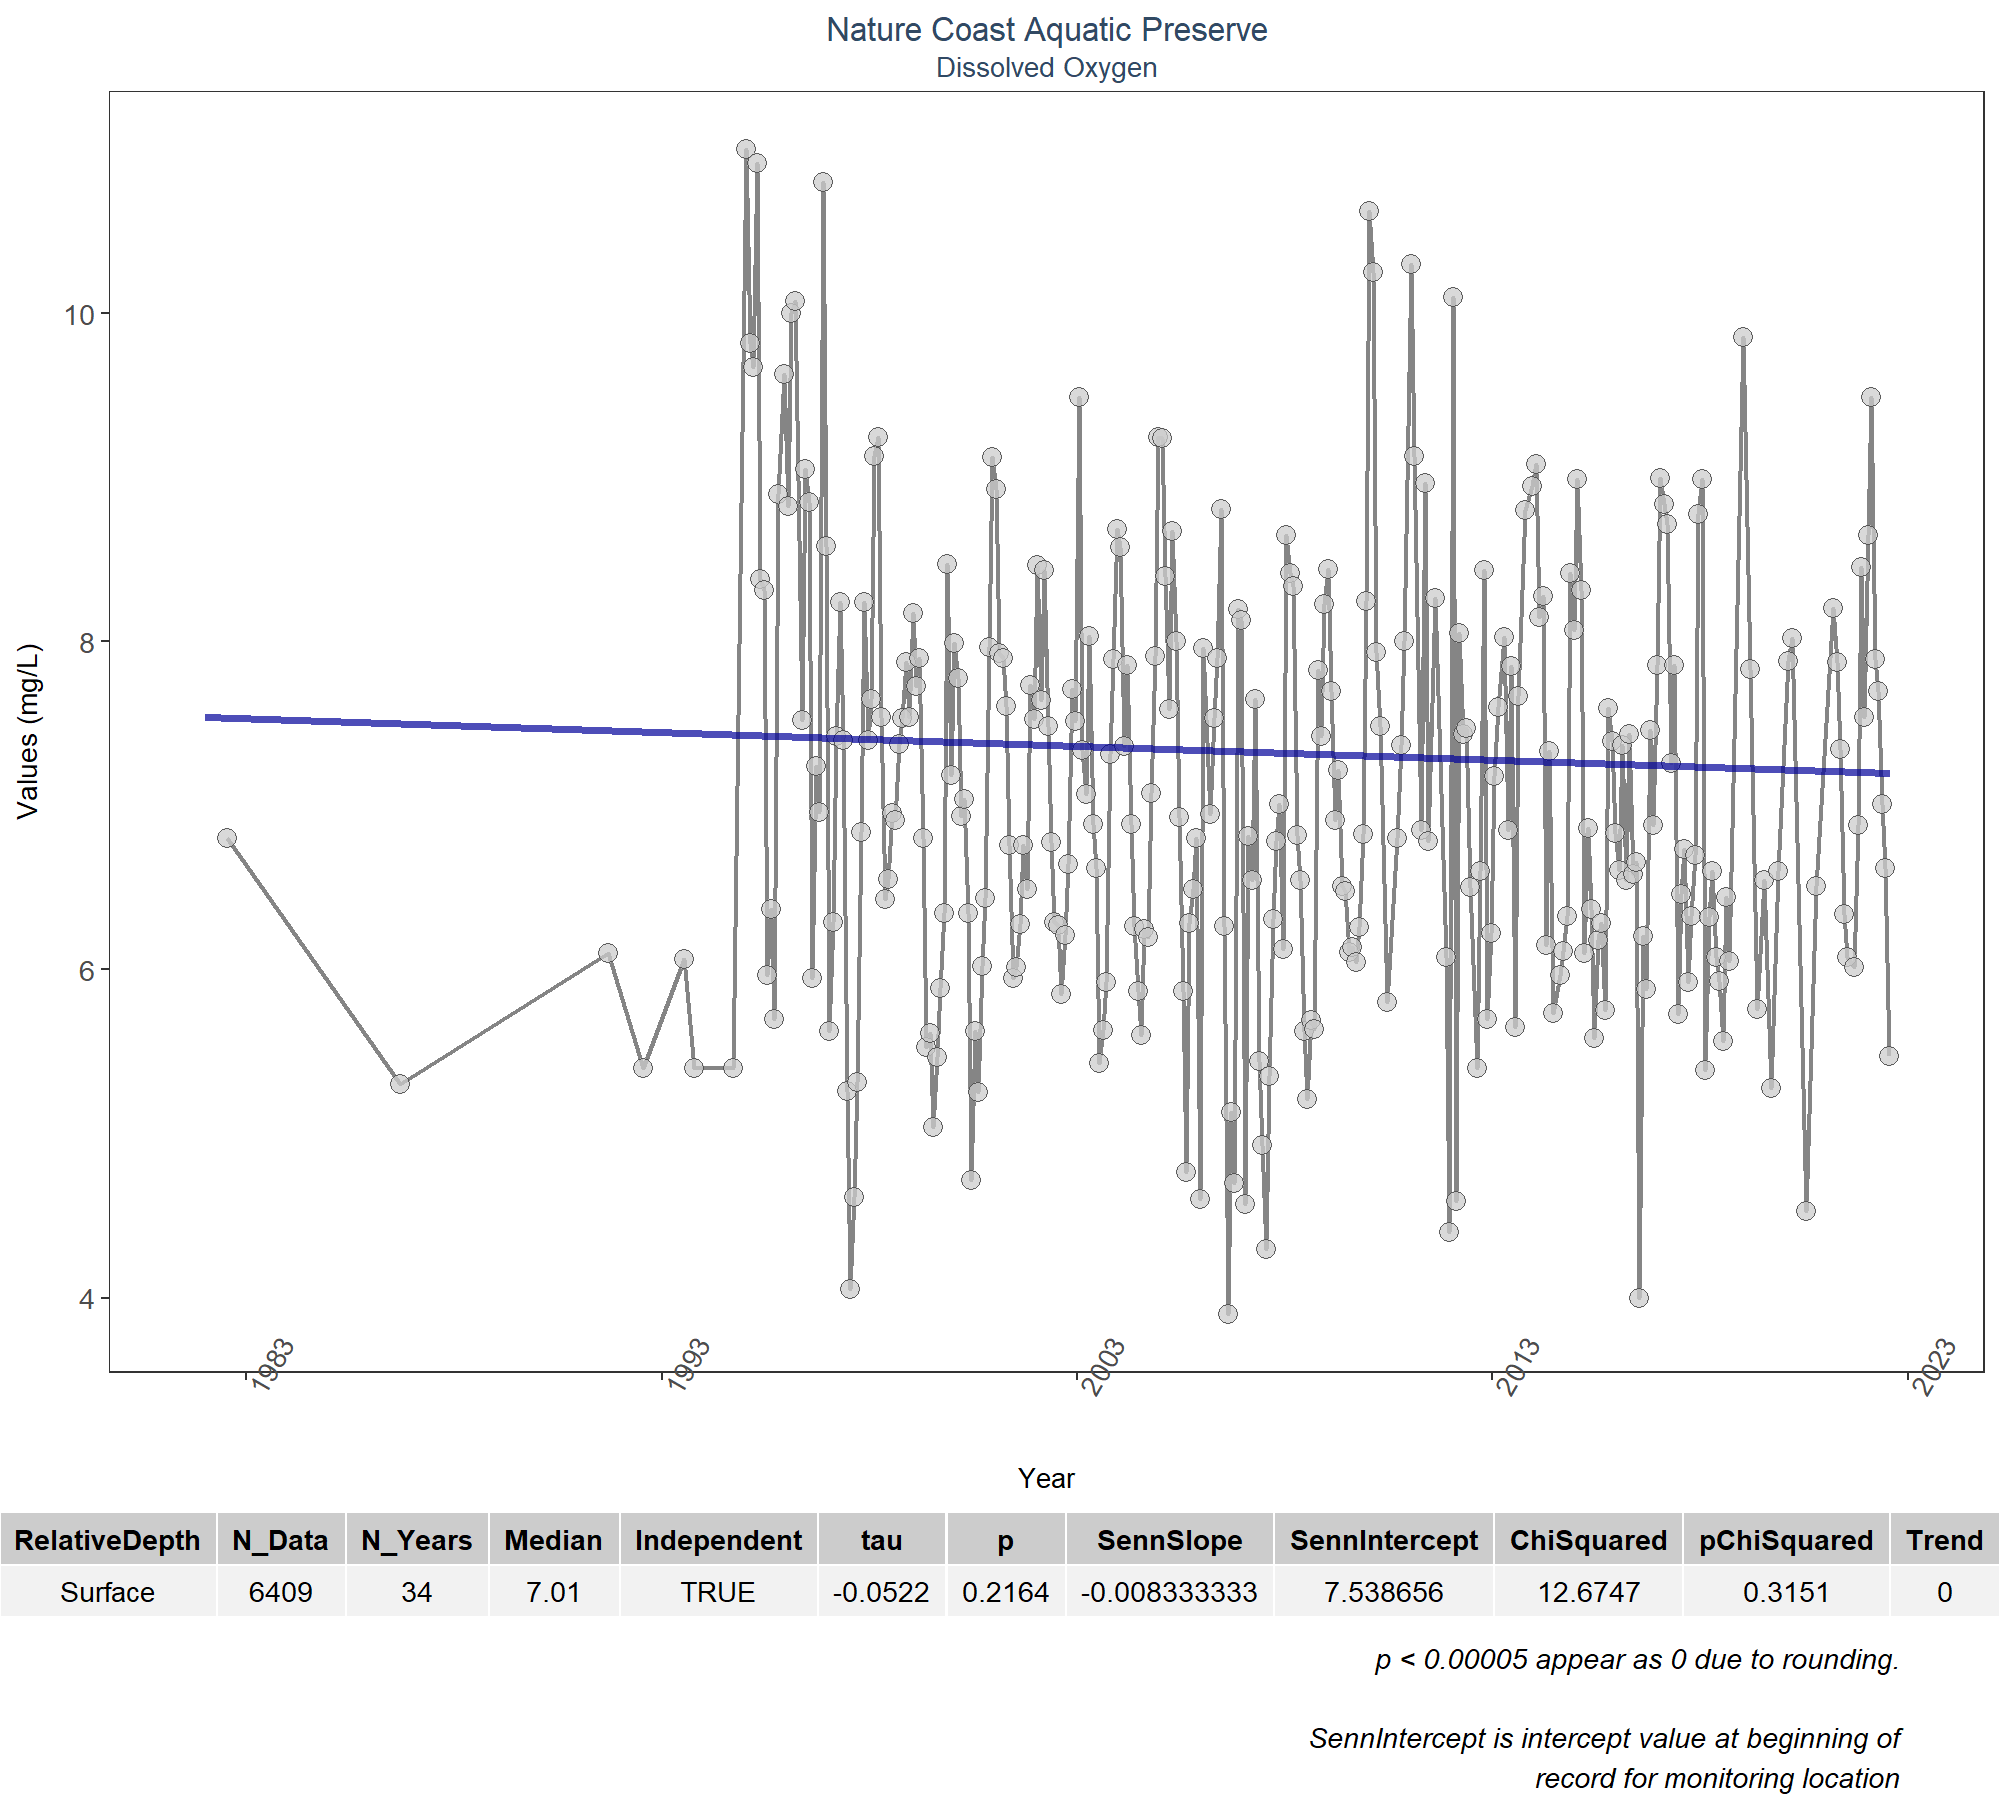 Nature Coast Aquatic Preserve
Dissolved Oxygen
Values (mg/L)
10
8
6
4
1983 1993 2003 2013 2023
Year
RelativeDepth N_Data N_Years Median Independent tau p SennSlope SennIntercept ChiSquared pChiSquared Trend
Surface 6409 34 7.01 TRUE -0.0522 0.2164 -0.008333333 7.538656 12.6747 0.3151 0
p < 0.00005 appear as 0 due to rounding.
SennIntercept is intercept value at beginning of
record for monitoring location